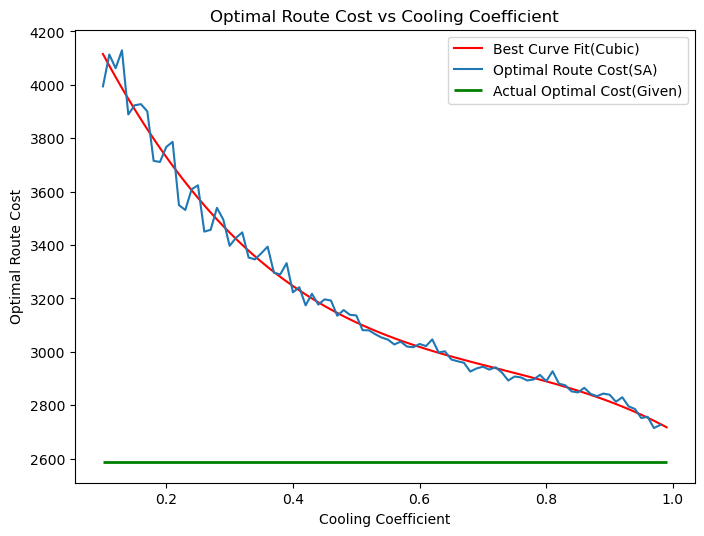 Optimal Route Cost vs Cooling Coefficient
Best Curve Fit(Cubic)
Optimal Route Cost(SA)
Actual Optimal Cost(Given)
Optimal Route Cost
4200
4000
3800
3600
3400
3200
3000
2800
2600
0.2
0.4
0.6
0.8
1.0
Cooling Coefficient